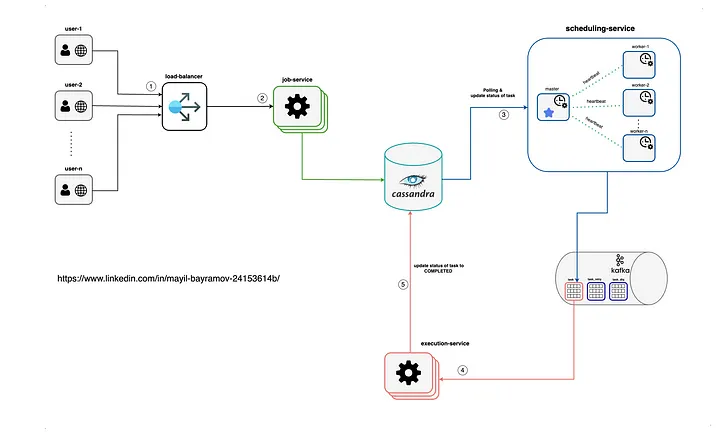 scheduling-service
user-1
worker-1
heartbeat
load-balancer
1
user-2
job-service
2
Polling &
update status of task
3
master
heartbeat
worker-2
heartbeat
worker-n
user-n
cassandra
https://www.linkedin.com/in/mayil-bayramov-24153614b/
update status of task to
COMPLETED
5
kafka
task
task_retry
task_dlq
execution-service
4